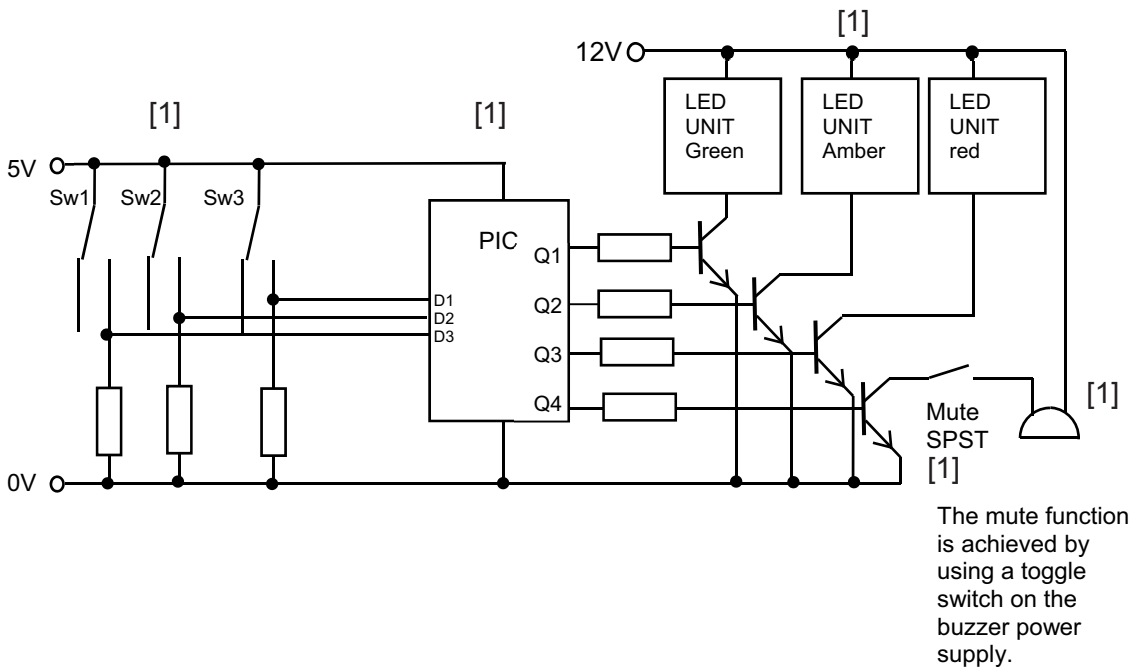 [1]
12V
LED
UNIT
Green
LED
UNIT
Amber
LED
UNIT
red
[1]
[1]
5V
Sw1
Sw2
Sw3
PIC
Q1
Q2
Q3
Q4
D1
D2
D3
Mute
SPST
[1]
[1]
0V
The mute function
is achieved by
using a toggle
switch on the
buzzer power
supply.